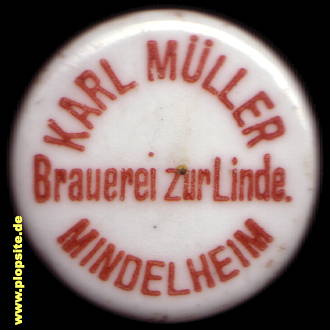 KARL MÜLLER
Brauerei zur Linde.
MINDELHEIM
www.plopsite.de